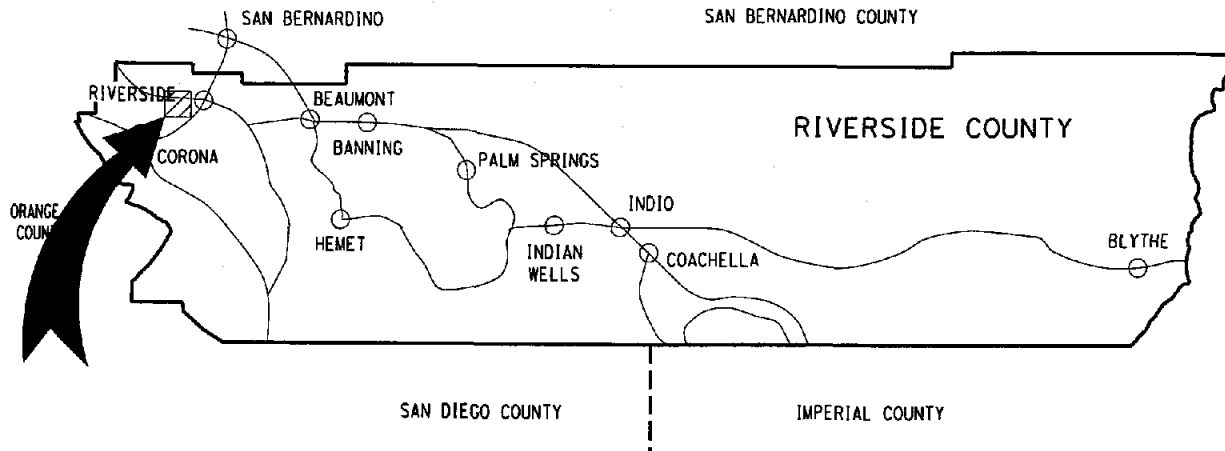 SAN BERNARDINO
SAN BERNARDINO COUNTY
RIVERSIDE
BEAUMONT
RIVERSIDE COUNTY
BANNING
CORONA
PALM SPRINGS
ORANGE
INDIO
HEMET
INDIAN
WELLS
COACHELLA
BLYTHE
SAN DIEGO COUNTY
IMPERIAL COUNTY